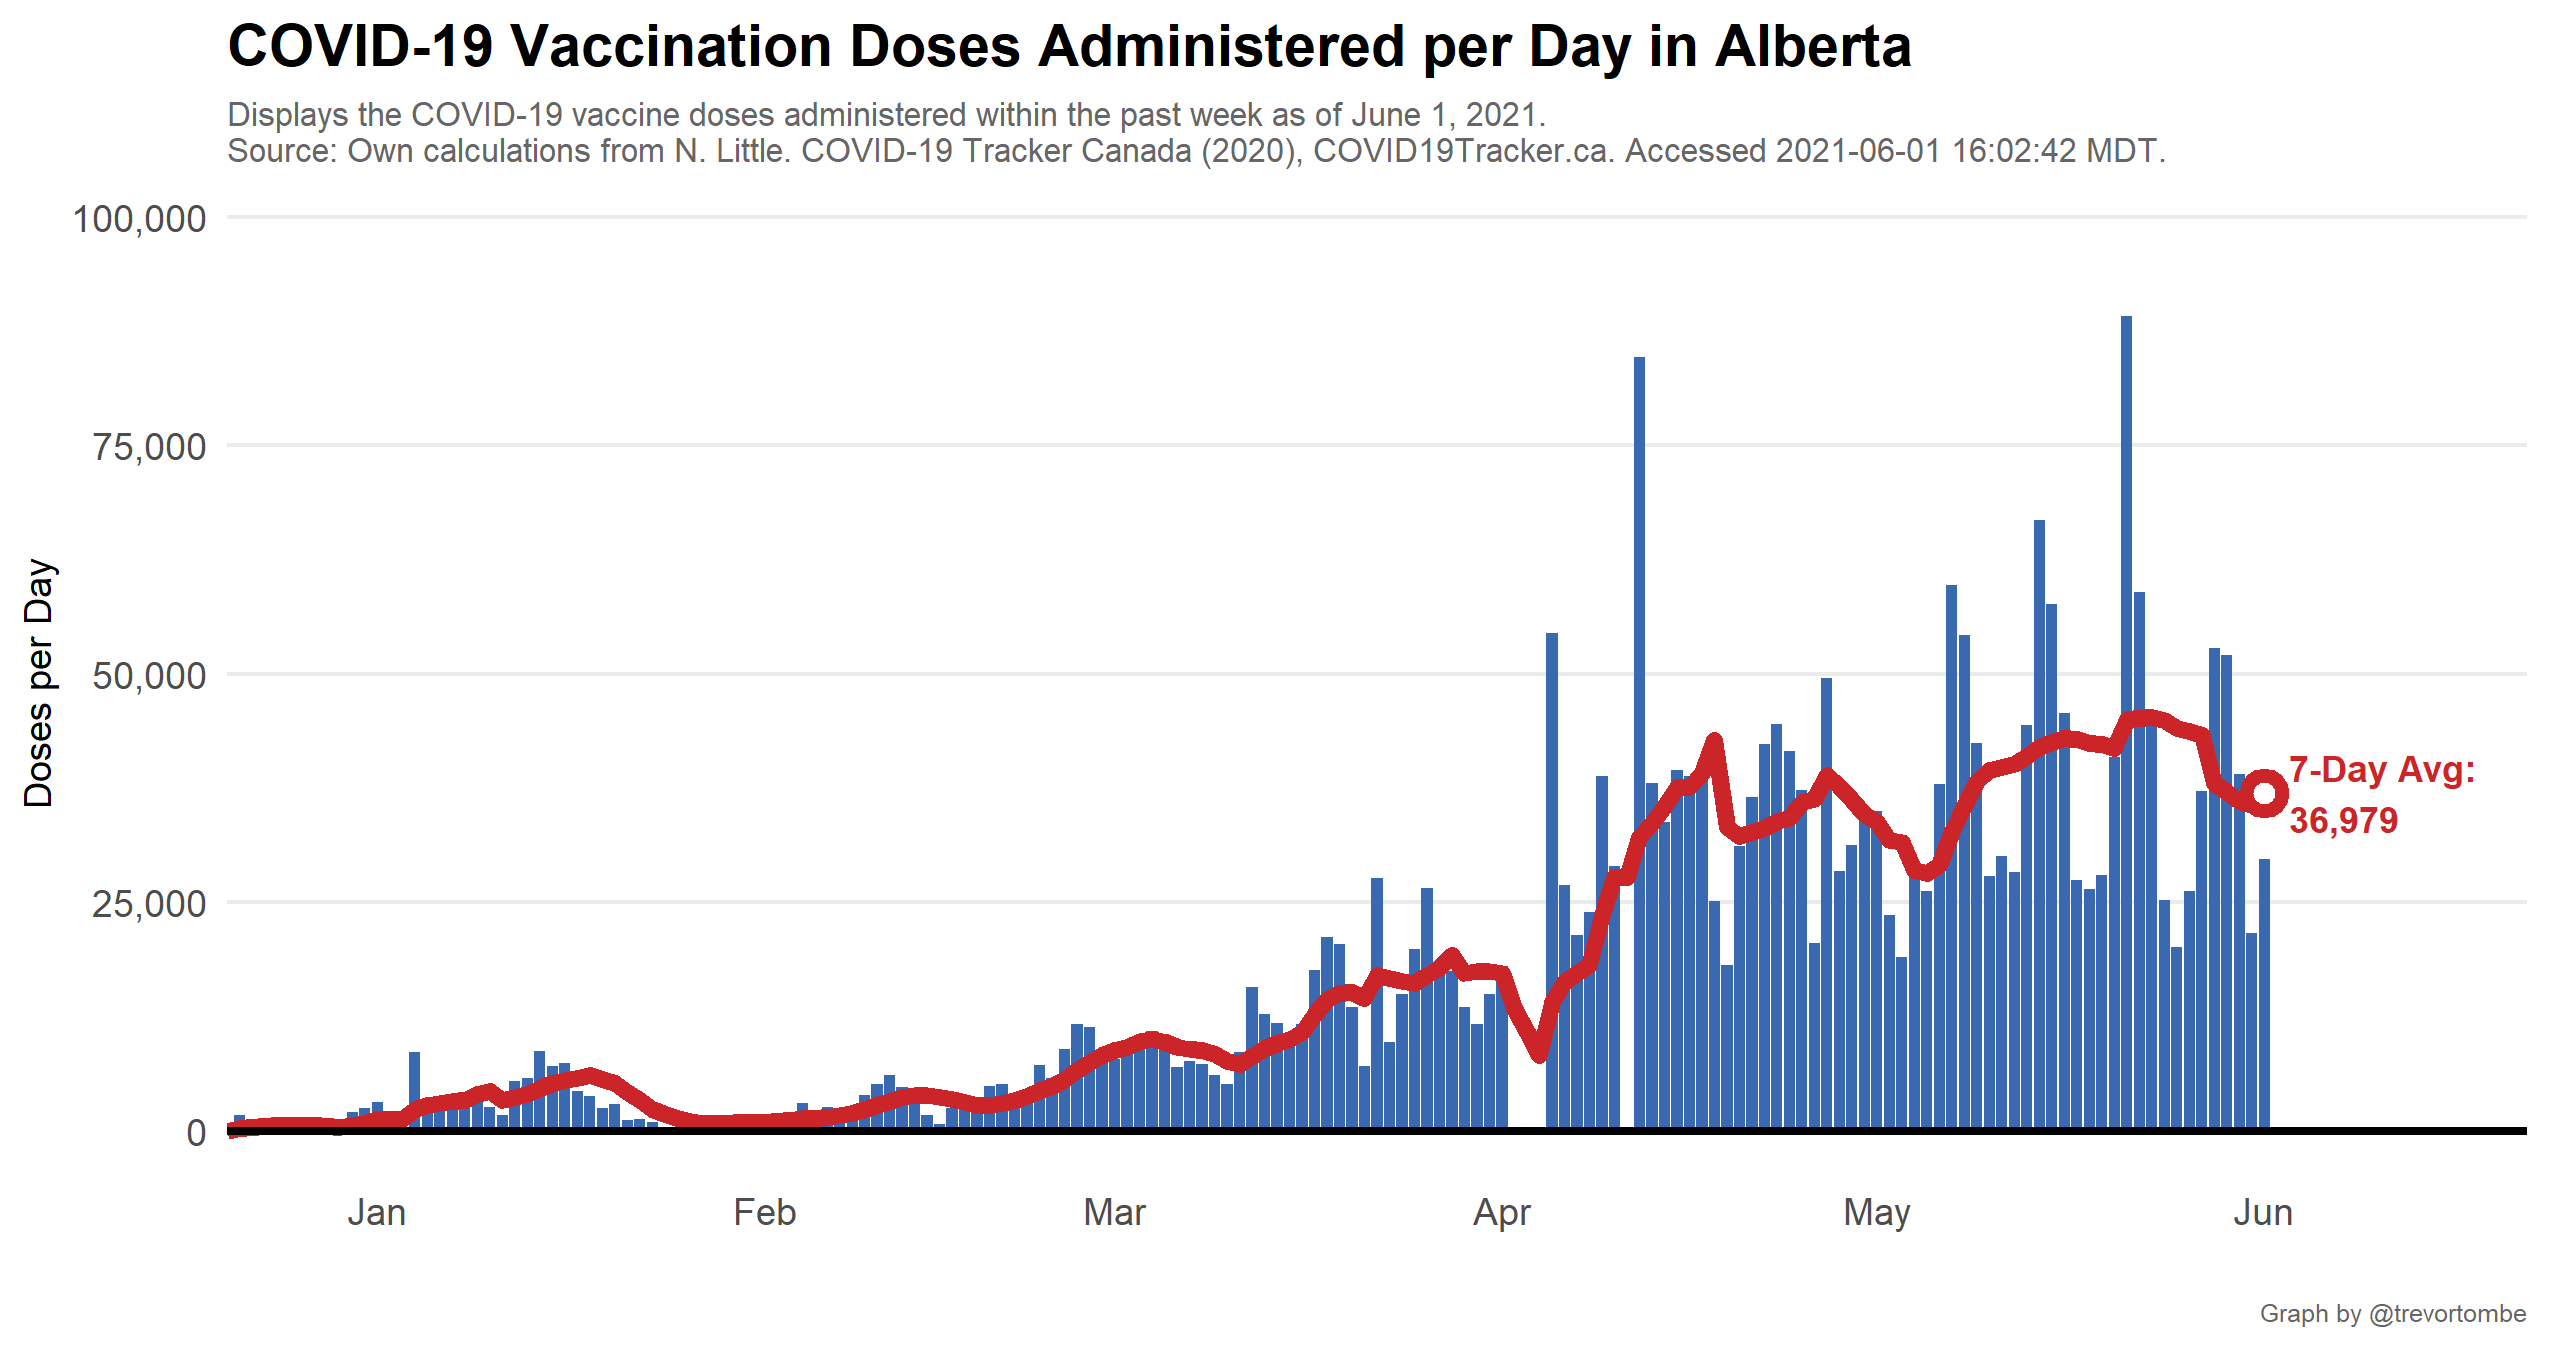 COVID-19 Vaccination Doses Administered per Day in Alberta
Displays the COVID-19 vaccine doses administered within the past week as of June 1, 2021.
Source: Own calculations from N. Little. COVID-19 Tracker Canada (2020), COVID19Tracker.ca. Accessed 2021-06-01 16:02:42 MDT.
100,000
75,000
50,000
25,000
0
Doses per Day
7-Day Avg:
36,979
Jan Feb Mar Apr May Jun
Graph by @trevortombe